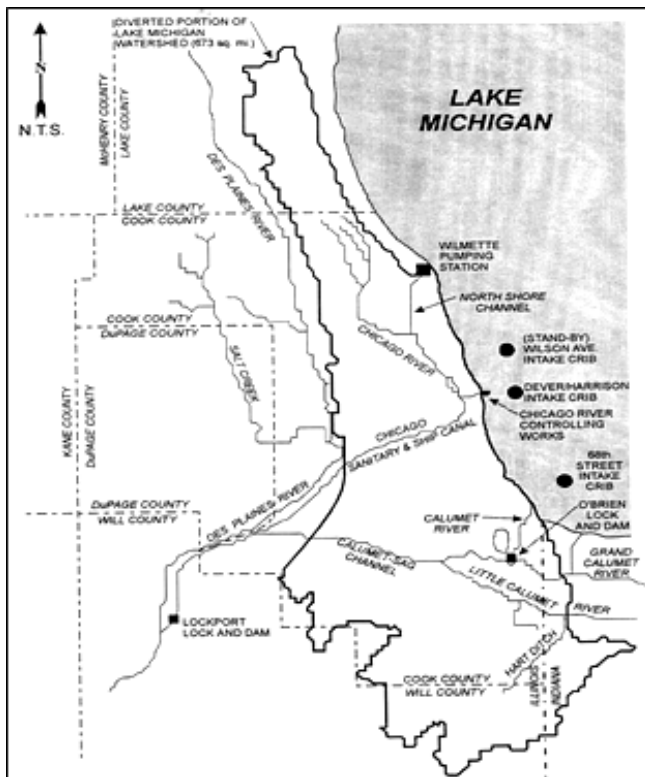 DIVERTED PORTION OF
LAKE MICHIGAN
WATERSHED (673 sq. mi.)
N
N.T.S.
McHENRY COUNTY
LAKE COUNTY
LAKE
MICHIGAN
DES PLAINES RIVER
LAKE COUNTY
COOK COUNTY
WILMETTE
PUMPING
STATION
NORTH SHORE
CHANNEL
COOK COUNTY
DuPAGE COUNTY
CHICAGO RIVER
(STAND-BY)
WILSON AVE.
INTAKE CRIB
SALT CREEK
DEVER/HARRISON
INTAKE CRIB
CHICAGO RIVER
CONTROLLING
WORKS
KANE COUNTY
DuPAGE COUNTY
CHICAGO
SANITARY & SHIP CANAL
68th
STREET
INTAKE
CRIB
DuPAGE COUNTY
WILL COUNTY
DES PLAINES RIVER
CALUMET
RIVER
O'BRIEN
LOCK
AND DAM
CALUMET-SAG
CHANNEL
GRAND
CALUMET
RIVER
LITTLE CALUMET
RIVER
LOCKPORT
LOCK AND DAM
HART DITCH
COOK COUNTY
WILL COUNTY
ILLINOIS
INDIANA